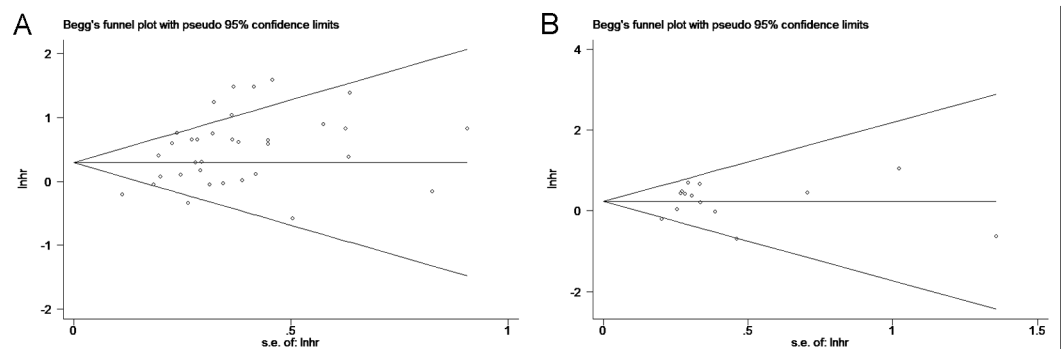 A
Begg's funnel plot with pseudo 95% confidence limits
2
1
0
-1
-2
lnhr
0
.5
1
s.e. of: lnhr
B
Begg's funnel plot with pseudo 95% confidence limits
4
2
0
-2
lnhr
0
.5
1
1.5
s.e. of: lnhr